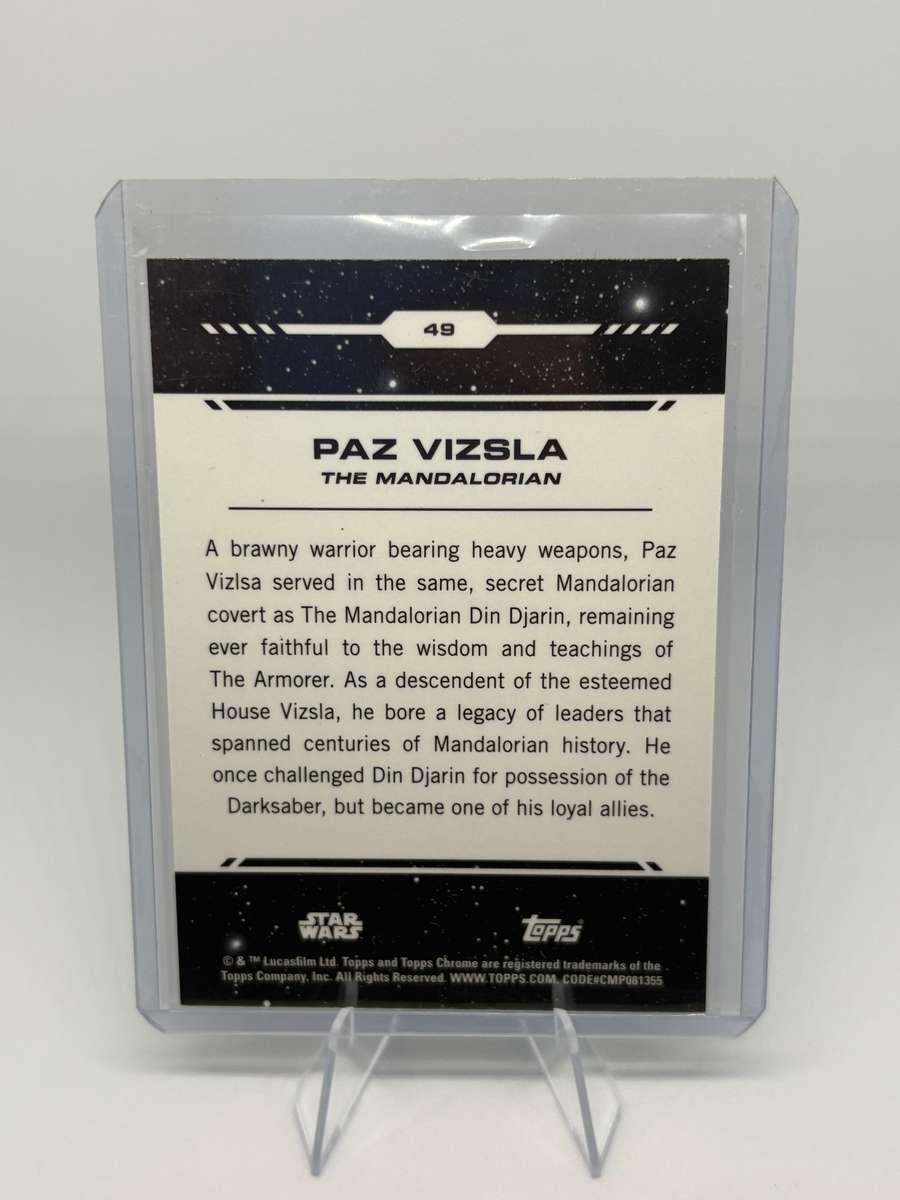 49
PAZ VIZSLA
THE MANDALORIAN
A brawny warrior bearing heavy weapons, Paz
Vizlsa served in the same, secret Mandalorian
covert as The Mandalorian Din Djarin, remaining
ever faithful to the wisdom and teachings of
The Armorer. As a descendent of the esteemed
House Vizsla, he bore a legacy of leaders that
spanned centuries of Mandalorian history. He
once challenged Din Djarin for possession of the
Darksaber, but became one of his loyal allies.
STAR WARS
Topps®
© & ™ Lucasfilm Ltd. Topps and Topps Chrome are registered trademarks of the
Topps Company, Inc. All Rights Reserved. WWW.TOPPS.COM. CODE#CMP081355